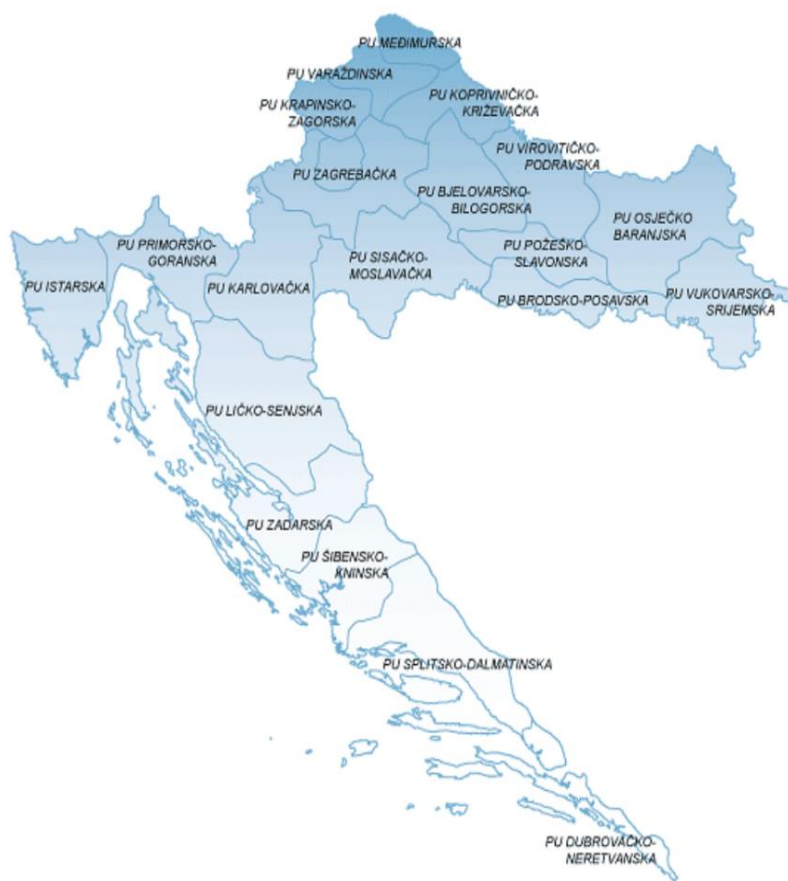 PU MEĐIMURSKA
PU VARAŽDINSKA
PU KOPRIVNIČKO-
KRIŽEVAČKA
PU KRAPINSKO-
ZAGORSKA
PU VIROVITIČKO-
PODRAVSKA
PU ZAGREBAČKA
PU BJELOVARSKO-
BILOGORSKA
PU OSJEČKO
BARANJSKA
PU PRIMORSKO-
GORANSKA
PU SISAČKO-
MOSLAVAČKA
PU POŽEŠKO-
SLAVONSKA
PU ISTARSKA
PU KARLOVAČKA
PU BRODSKO-POSAVSKA
PU VUKOVARSKO-
SRIJEMSKA
PU LIČKO-SENJSKA
PU ZADARSKA
PU ŠIBENSKO-
KNINSKA
PU SPLITSKO-DALMATINSKA
PU DUBROVAČKO-
NERETVANSKA